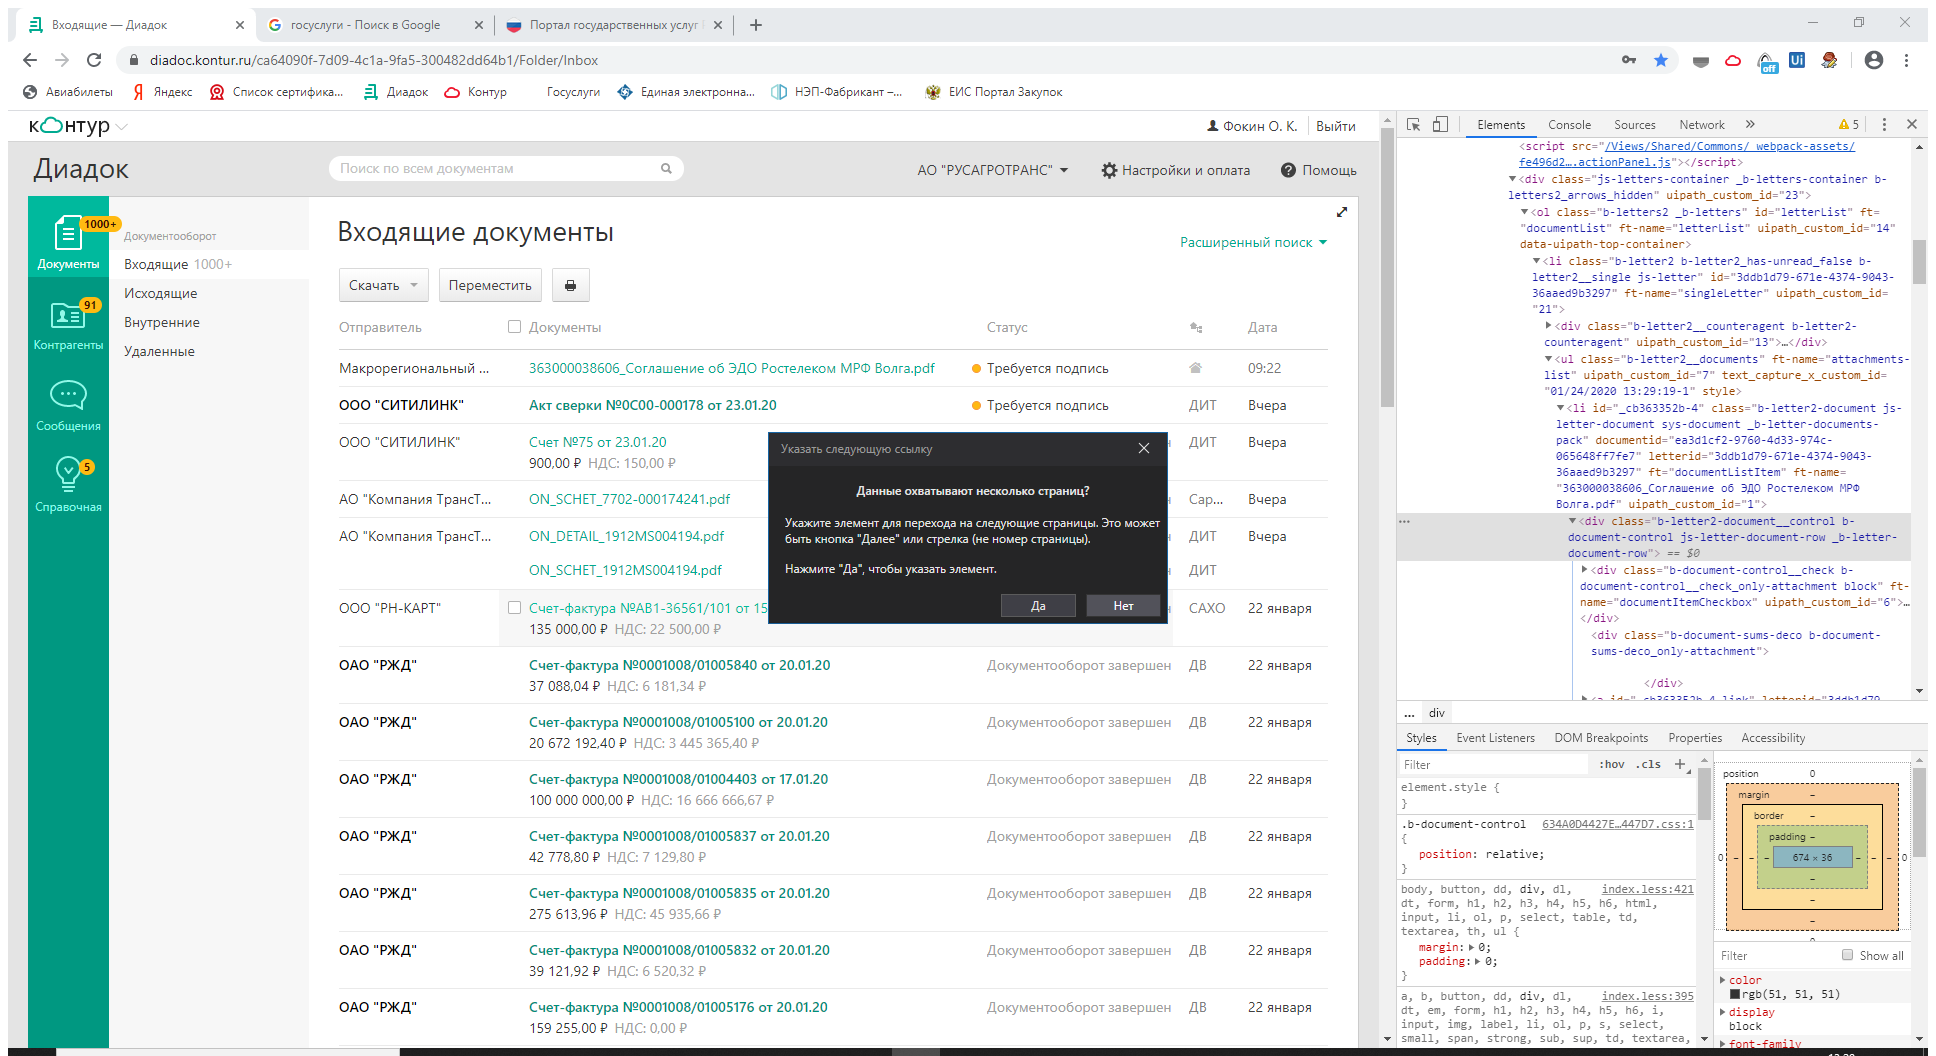 Входящие — Диадок
госуслуги - Поиск в Google
Портал государственных услуг
diadoc.kontur.ru/ca64090f-7d09-4c1a-9fa5-300482dd64b1/Folder/Inbox
off
Ui
Авиабилеты
Яндекс
Список сертифика...
Диадок
Контур
Госуслуги
Единая электронна...
НЭП-Фабрикант –...
ЕИС Портал Закупок
контур
Фокин О. К.
Выйти
Диадок
Поиск по всем документам
АО "РУСАГРОТРАНС"
Настройки и оплата
Помощь
1000+
Документы
91
Контрагенты
Сообщения
5
Справочная
Документооборот
Входящие 1000+
Исходящие
Внутренние
Удаленные
Входящие документы
Расширенный поиск
Скачать
Переместить
Отправитель
Документы
Статус
Дата
Макрорегиональный ...
363000038606_Соглашение об ЭДО Ростелеком МРФ Волга.pdf
Требуется подпись
09:22
ООО "СИТИЛИНК"
Акт сверки №0С00-000178 от 23.01.20
Требуется подпись
ДИТ
Вчера
ООО "СИТИЛИНК"
Счет №75 от 23.01.20
ДИТ
Вчера
900,00 ₽ НДС: 150,00 ₽
АО "Компания ТрансТ...
ON_SCHET_7702-000174241.pdf
Сар...
Вчера
АО "Компания ТрансТ...
ON_DETAIL_1912MS004194.pdf
ДИТ
Вчера
ON_SCHET_1912MS004194.pdf
ДИТ
ООО "РН-КАРТ"
Счет-фактура №АВ1-36561/101 от 15
САХО
22 января
135 000,00 ₽ НДС: 22 500,00 ₽
ОАО "РЖД"
Счет-фактура №0001008/01005840 от 20.01.20
Документооборот завершен
ДВ
22 января
37 088,04 ₽ НДС: 6 181,34 ₽
ОАО "РЖД"
Счет-фактура №0001008/01005100 от 20.01.20
Документооборот завершен
ДВ
22 января
20 672 192,40 ₽ НДС: 3 445 365,40 ₽
ОАО "РЖД"
Счет-фактура №0001008/01004403 от 17.01.20
Документооборот завершен
ДВ
22 января
100 000 000,00 ₽ НДС: 16 666 666,67 ₽
ОАО "РЖД"
Счет-фактура №0001008/01005837 от 20.01.20
Документооборот завершен
ДВ
22 января
42 778,80 ₽ НДС: 7 129,80 ₽
ОАО "РЖД"
Счет-фактура №0001008/01005835 от 20.01.20
Документооборот завершен
ДВ
22 января
275 613,96 ₽ НДС: 45 935,66 ₽
ОАО "РЖД"
Счет-фактура №0001008/01005832 от 20.01.20
Документооборот завершен
ДВ
22 января
39 121,92 ₽ НДС: 6 520,32 ₽
ОАО "РЖД"
Счет-фактура №0001008/01005176 от 20.01.20
Документооборот завершен
ДВ
22 января
159 255,00 ₽ НДС: 0,00 ₽
Указать следующую ссылку
Данные охватывают несколько страниц?
Укажите элемент для перехода на следующие страницы. Это может
быть кнопка "Далее" или стрелка (не номер страницы).
Нажмите "Да", чтобы указать элемент.
Да
Нет
Elements
Console
Sources
Network
»
5
<script src="/Views/Shared/Commons/_webpack-assets/
fe496d2….actionPanel.js"></script>
<div class="js-letters-container _b-letters-container b-
letters2_arrows_hidden" uipath_custom_id="23">
<ol class="b-letters2 _b-letters" id="letterList" ft=
"documentList" ft-name="letterList" uipath_custom_id="14"
data-uipath-top-container>
<li class="b-letter2 b-letter2_has-unread_false b-
letter2__single js-letter" id="3ddb1d79-671e-4374-9043-
36aaed9b3297" ft-name="singleLetter" uipath_custom_id=
"21">
<div class="b-letter2__counteragent b-letter2-
counteragent" uipath_custom_id="13">…</div>
<ul class="b-letter2__documents" ft-name="attachments-
list" uipath_custom_id="7" text_capture_x_custom_id=
"01/24/2020 13:29:19-1" style>
<li id="_cb363352b-4" class="b-letter2-document js-
letter-document sys-document _b-letter-documents-
pack" documentid="ea3d1cf2-9760-4d33-974c-
065648ff7fe7" letterid="3ddb1d79-671e-4374-9043-
36aaed9b3297" ft="documentListItem" ft-name=
"363000038606_Соглашение об ЭДО Ростелеком МРФ
Волга.pdf" uipath_custom_id="1">
<div class="b-letter2-document__control b-
document-control js-letter-document-row _b-letter-
document-row"> == $0
<div class="b-document-control__check b-
document-control__check_only-attachment block" ft-
name="documentItemCheckbox" uipath_custom_id="6">…
</div>
<div class="b-document-sums-deco b-document-
sums-deco_only-attachment">
</div>
<a id="_cb363352b-4_link" letterid="3ddb1d79-
...
div
Styles
Event Listeners
DOM Breakpoints
Properties
Accessibility
Filter
:hov
.cls
+
element.style {
}
.b-document-control
634A0D4427E…447D7.css:1
{
position: relative;
}
body, button, dd, div, dl,
index.less:421
dt, form, h1, h2, h3, h4, h5, h6, html,
input, li, ol, p, select, table, td,
textarea, th, ul {
margin: 0;
padding: 0;
}
a, b, button, dd, div, dl,
index.less:395
dt, em, form, h1, h2, h3, h4, h5, h6, i,
input, img, label, li, ol, p, s, select,
small, span, strong, sub, sup, td, textarea,
position
0
margin
–
border
–
padding –
0 – – – 674 × 36 – – – 0
–
–
–
Filter
Show all
color
rgb(51, 51, 51)
display
block
font-family